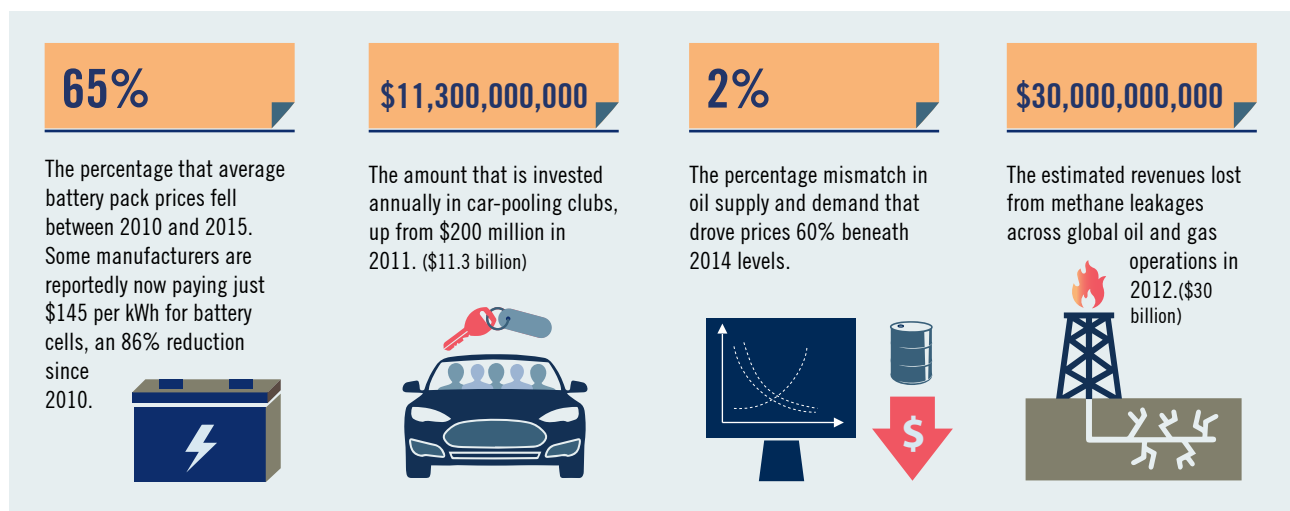 65%
The percentage that average
battery pack prices fell
between 2010 and 2015.
Some manufacturers are
reportedly now paying just
$145 per kWh for battery
cells, an 86% reduction
since
2010.
$11,300,000,000
The amount that is invested
annually in car-pooling clubs,
up from $200 million in
2011. ($11.3 billion)
2%
The percentage mismatch in
oil supply and demand that
drove prices 60% beneath
2014 levels.
$
$30,000,000,000
The estimated revenues lost
from methane leakages
across global oil and gas
operations in
2012.($30
billion)